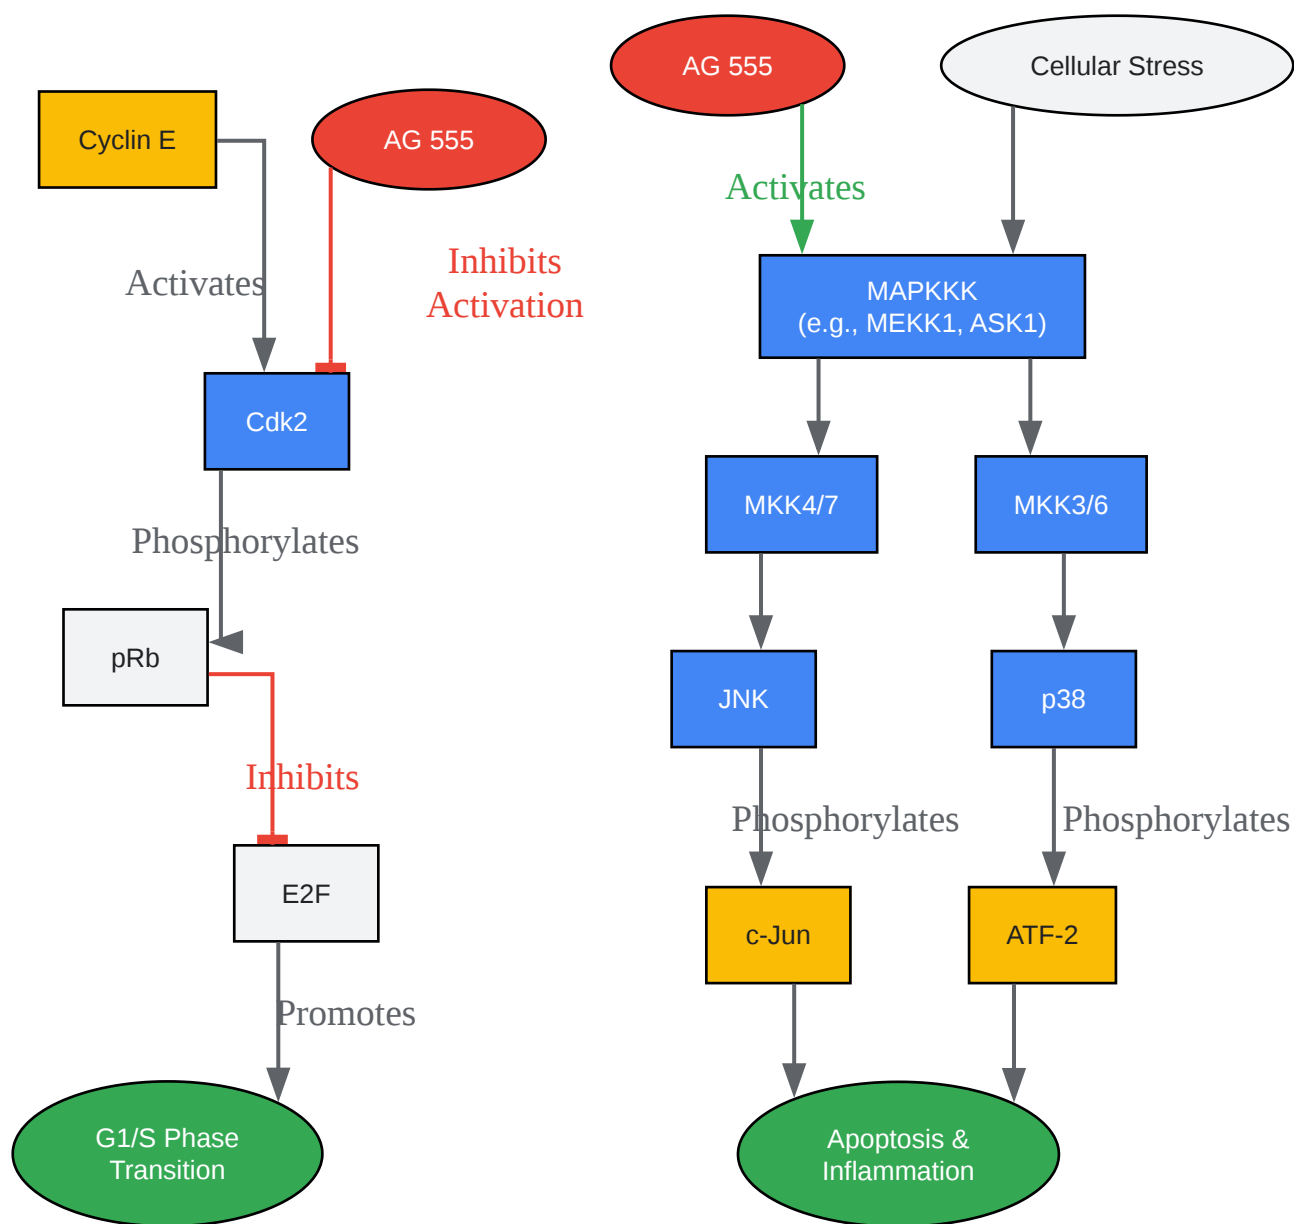 Cyclin E
AG 555
Activates
Inhibits
Activation
Cdk2
Phosphorylates
pRb
Inhibits
E2F
Promotes
G1/S Phase
Transition
AG 555
Cellular Stress
Activates
MAPKKK
(e.g., MEKK1, ASK1)
MKK4/7
MKK3/6
JNK
p38
Phosphorylates
Phosphorylates
c-Jun
ATF-2
Apoptosis &
Inflammation